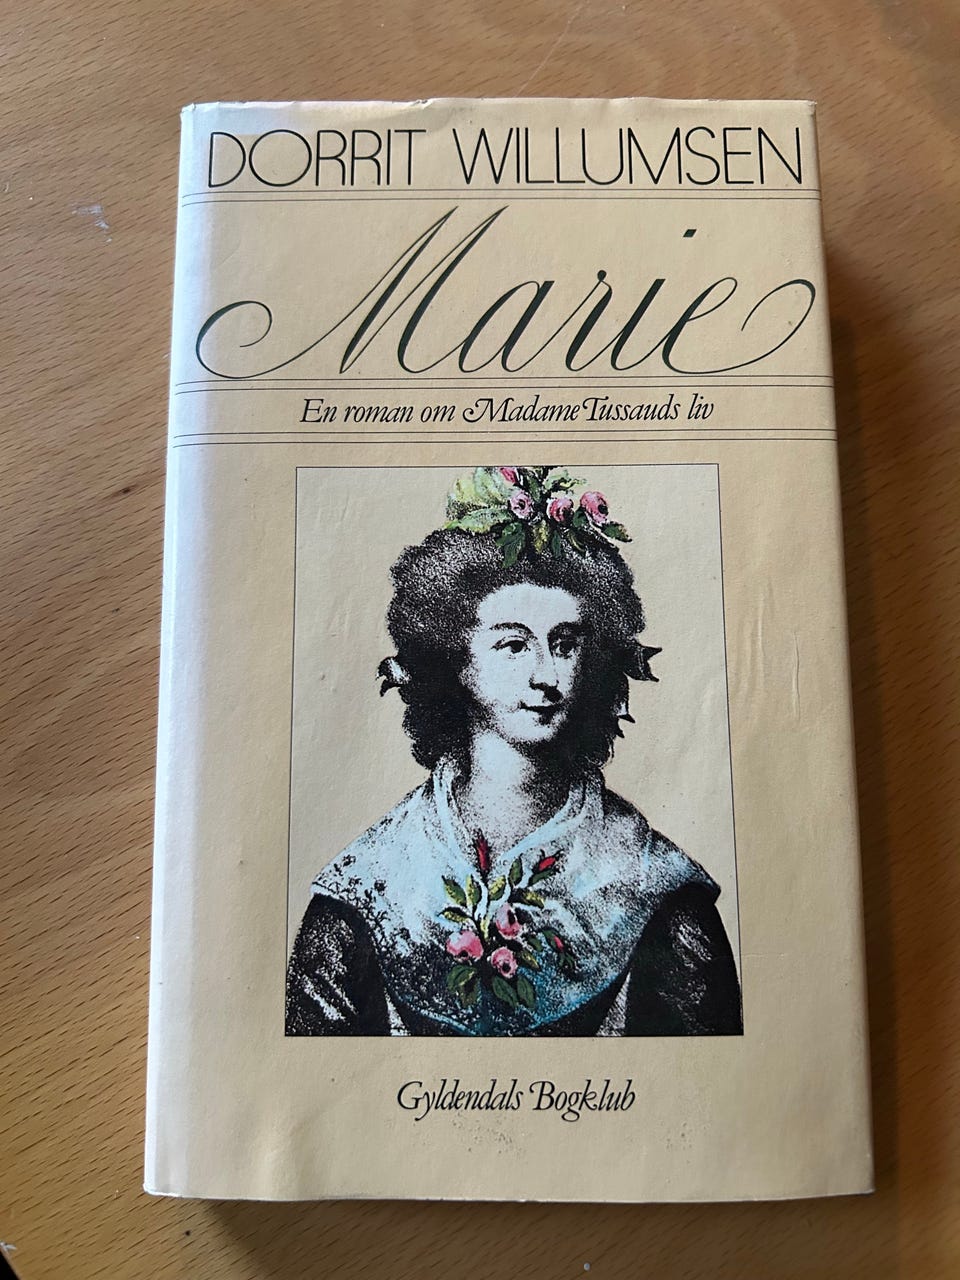 DORRIT WILLUMSEN
Marie
En roman om Madame Tussauds liv
Gyldendals Bogklub